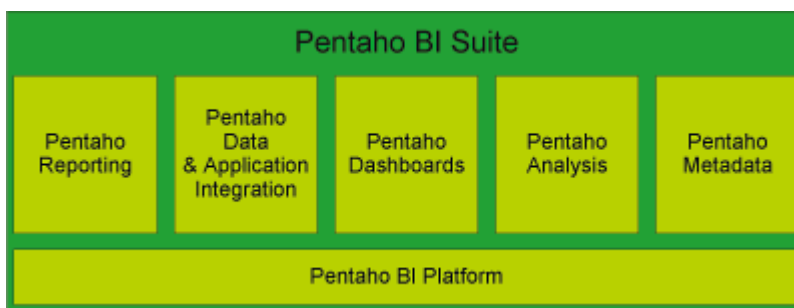 Pentaho BI Suite
Pentaho
Reporting
Pentaho
Data
& Application
Integration
Pentaho
Dashboards
Pentaho
Analysis
Pentaho
Metadata
Pentaho BI Platform